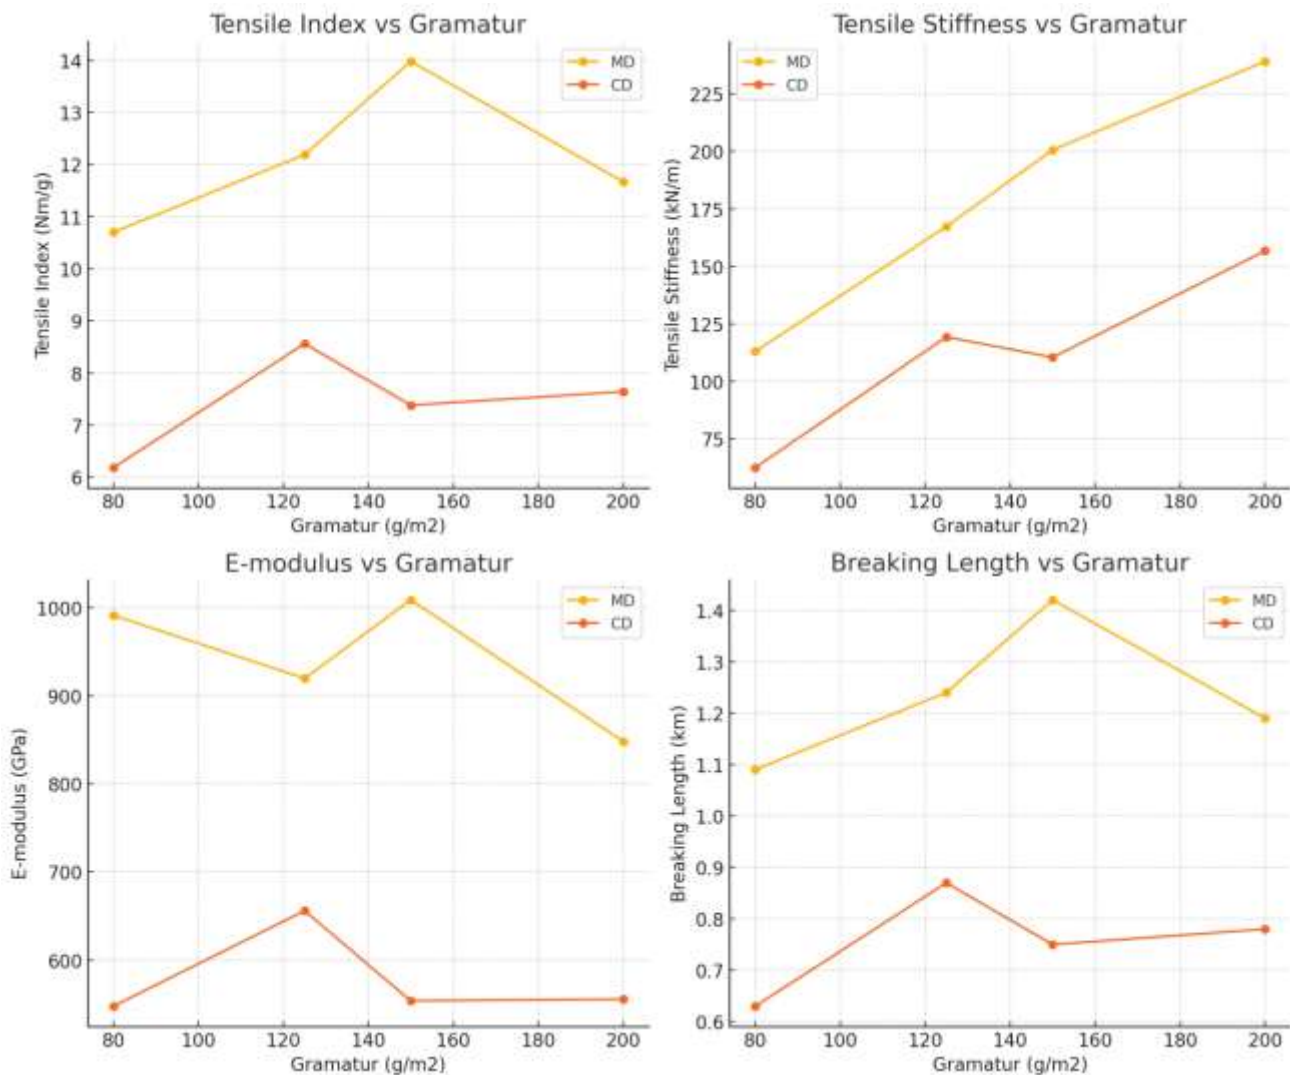 Tensile Index vs Gramatur
MD
CD
Tensile Index (Nm/g)
14
13
12
11
10
9
8
7
6
80 100 120 140 160 180 200
Gramatur (g/m2)
Tensile Stiffness vs Gramatur
MD
CD
Tensile Stiffness (kN/m)
225
200
175
150
125
100
75
80 100 120 140 160 180 200
Gramatur (g/m2)
E-modulus vs Gramatur
MD
CD
E-modulus (GPa)
1000
900
800
700
600
80 100 120 140 160 180 200
Gramatur (g/m2)
Breaking Length vs Gramatur
MD
CD
Breaking Length (km)
1.4
1.3
1.2
1.1
1.0
0.9
0.8
0.7
0.6
80 100 120 140 160 180 200
Gramatur (g/m2)